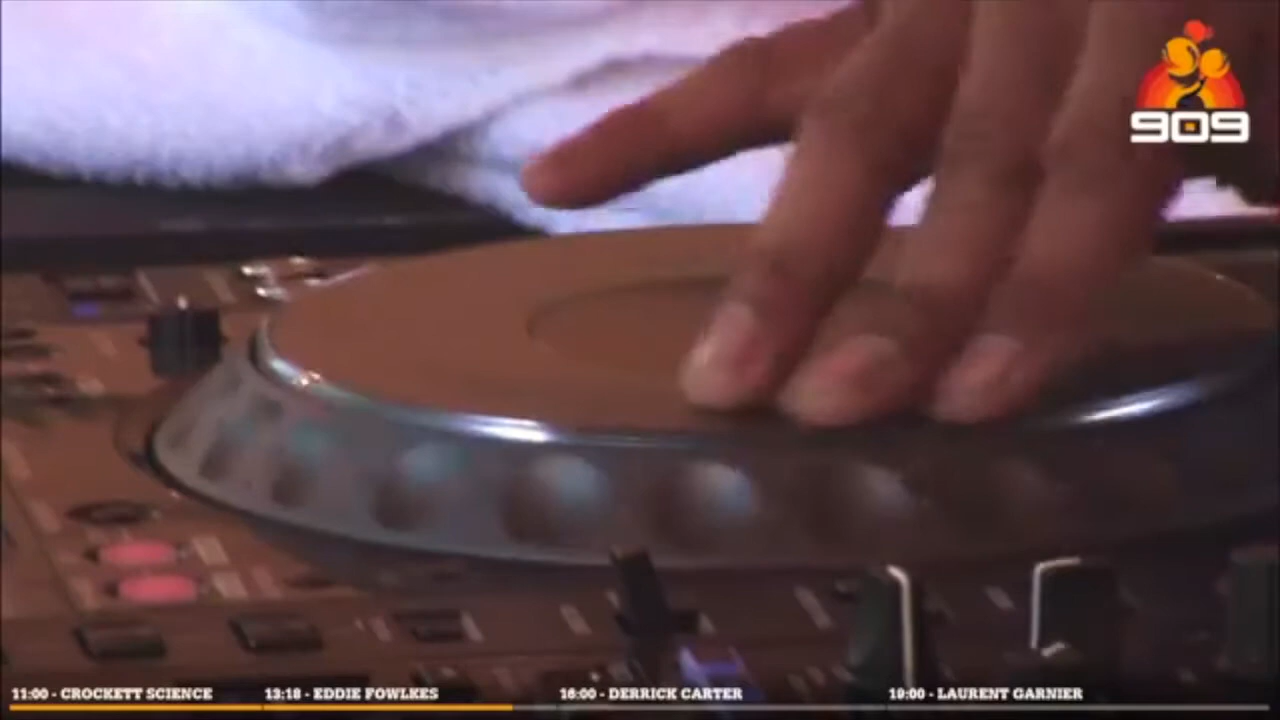 909
11:00 - CROCKETT SCIENCE 13:18 - EDDIE FOWLKES 16:00 - DERRICK CARTER 19:00 - LAURENT GARNIER